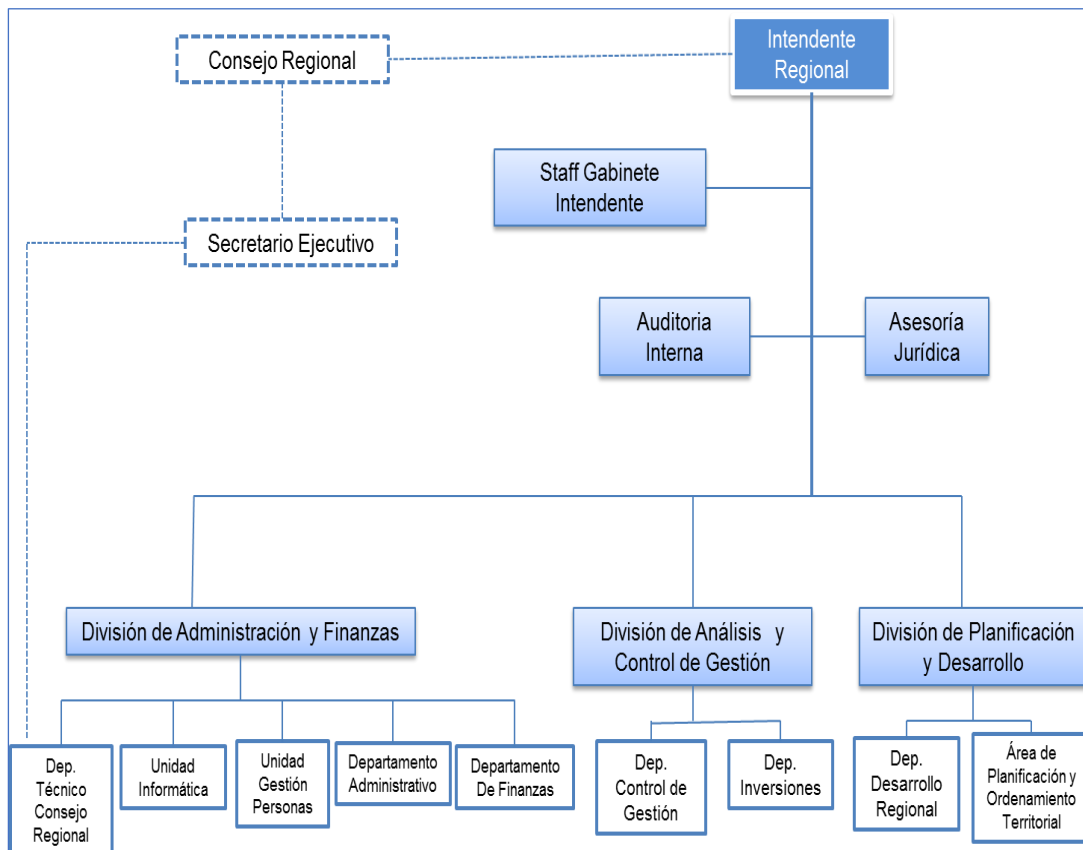 Consejo Regional
Intendente
Regional
Staff Gabinete
Intendente
Secretario Ejecutivo
Auditoria
Interna
Asesoría
Jurídica
División de Administración y Finanzas
División de Análisis y
Control de Gestión
División de Planificación
y Desarrollo
Dep.
Técnico
Consejo
Regional
Unidad
Informática
Unidad
Gestión
Personas
Departamento
Administrativo
Departamento
De Finanzas
Dep.
Control de
Gestión
Dep.
Inversiones
Dep.
Desarrollo
Regional
Área de
Planificación y
Ordenamiento
Territorial